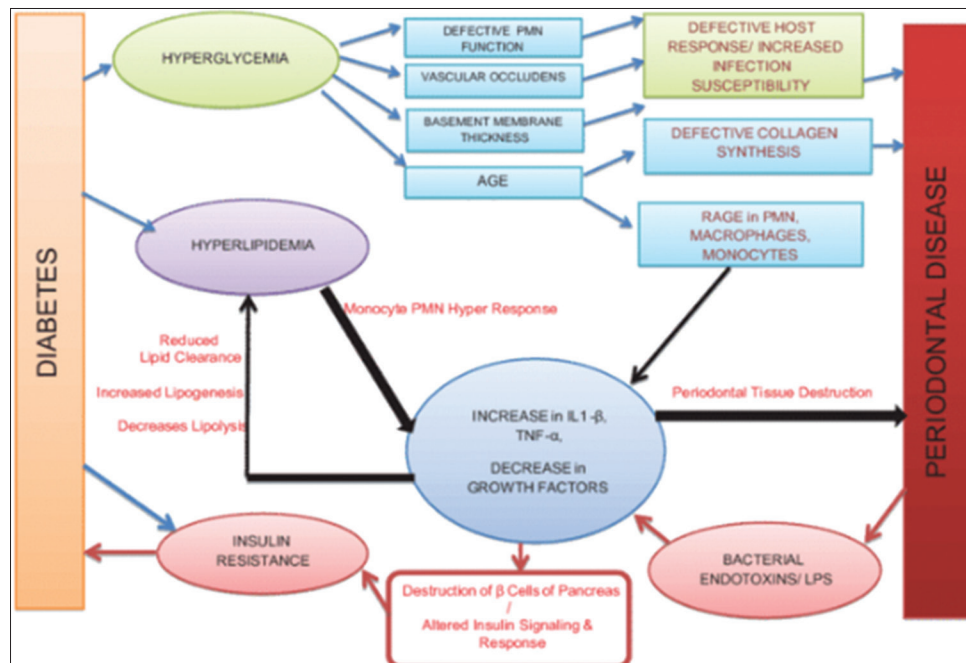 DIABETES
HYPERGLYCEMIA
DEFECTIVE PMN
FUNCTION
VASCULAR OCCLUDENS
BASEMENT MEMBRANE
THICKNESS
AGE
DEFECTIVE HOST
RESPONSE/ INCREASED
INFECTION
SUSCEPTIBILITY
DEFECTIVE COLLAGEN
SYNTHESIS
RAGE in PMN,
MACROPHAGES,
MONOCYTES
HYPERLIPIDEMIA
Monocyte PMN Hyper Response
Reduced
Lipid Clearance
Increased Lipogenesis
Decreases Lipolysis
INCREASE in IL1-β,
TNF-α,
DECREASE in
GROWTH FACTORS
Periodontal Tissue Destruction
PERIODONTAL DISEASE
INSULIN
RESISTANCE
Destruction of β Cells of Pancreas
/
Altered Insulin Signaling &
Response
BACTERIAL
ENDOTOXINS/ LPS